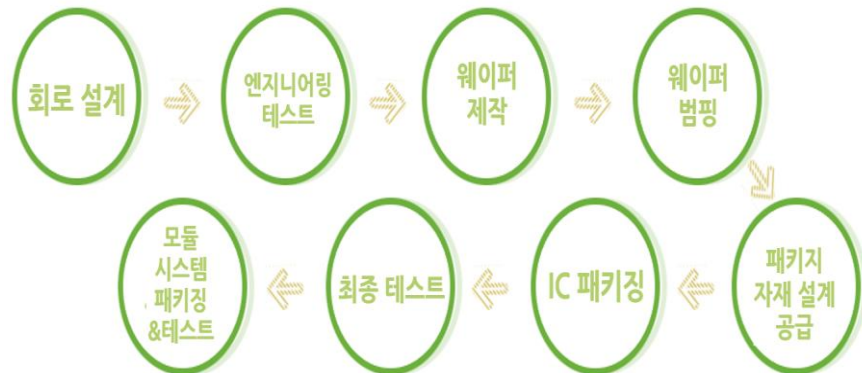 회로 설계
엔지니어링
테스트
웨이퍼
제작
웨이퍼
범핑
패키지
자재 설계
공급
IC 패키징
최종 테스트
모듈
시스템
패키징
&테스트